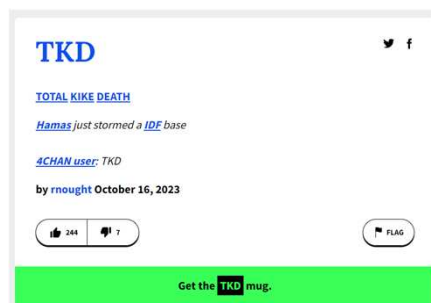 TKD
TOTAL KIKE DEATH
Hamas just stormed a IDF base
4CHAN user: TKD
by rnought October 16, 2023
244 7 FLAG
Get the TKD mug.